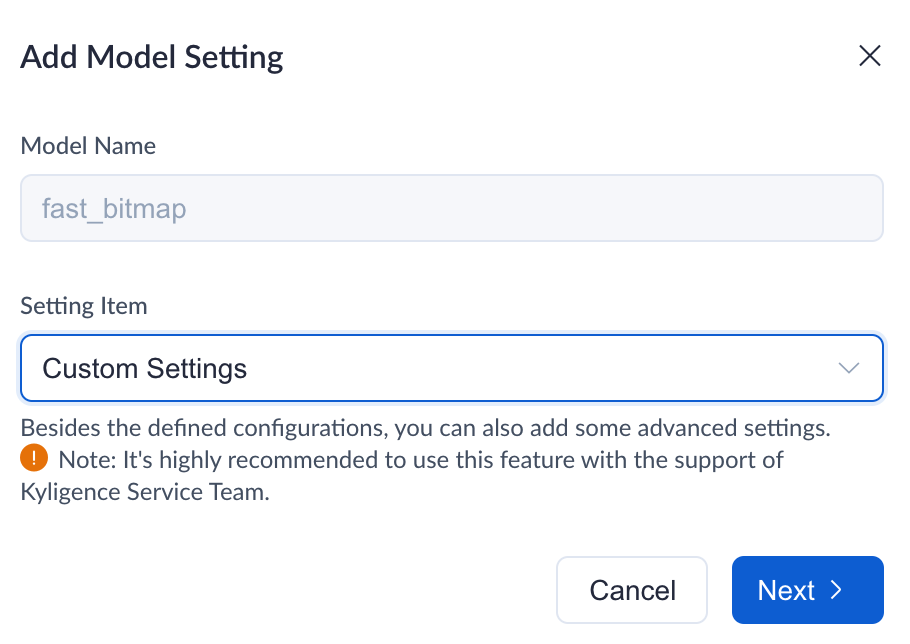 Add Model Setting
Model Name
fast_bitmap
Setting Item
Custom Settings
Besides the defined configurations, you can also add some advanced settings.
! Note: It's highly recommended to use this feature with the support of
Kyligence Service Team.
Cancel
Next